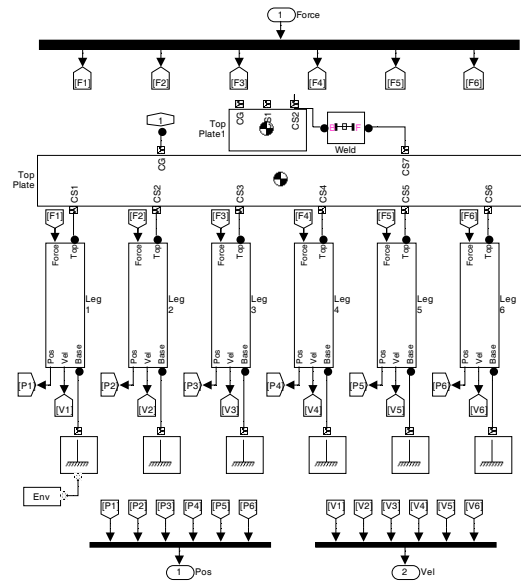 1 Force
[F1] [F2] [F3] [F4] [F5] [F6]
1
CG
Top
Plate1
CG
CS1
CS2
B F
Weld
CS7
Top
Plate
CS1
CS2
CS3
CS4
CS5
CS6
[F1] [F2] [F3] [F4] [F5] [F6]
Force Top Force Top Force Top Force Top Force Top Force Top
Leg Leg Leg Leg Leg Leg
1 2 3 4 5 6
Pos Vel Base Pos Vel Base Pos Vel Base Pos Vel Base Pos Vel Base Pos Vel Base
[P1] [P2] [P3] [P4] [P5] [P6]
[V1] [V2] [V3] [V4] [V5] [V6]
Env
[P1] [P2] [P3] [P4] [P5] [P6]
[V1] [V2] [V3] [V4] [V5] [V6]
1 Pos
2 Vel